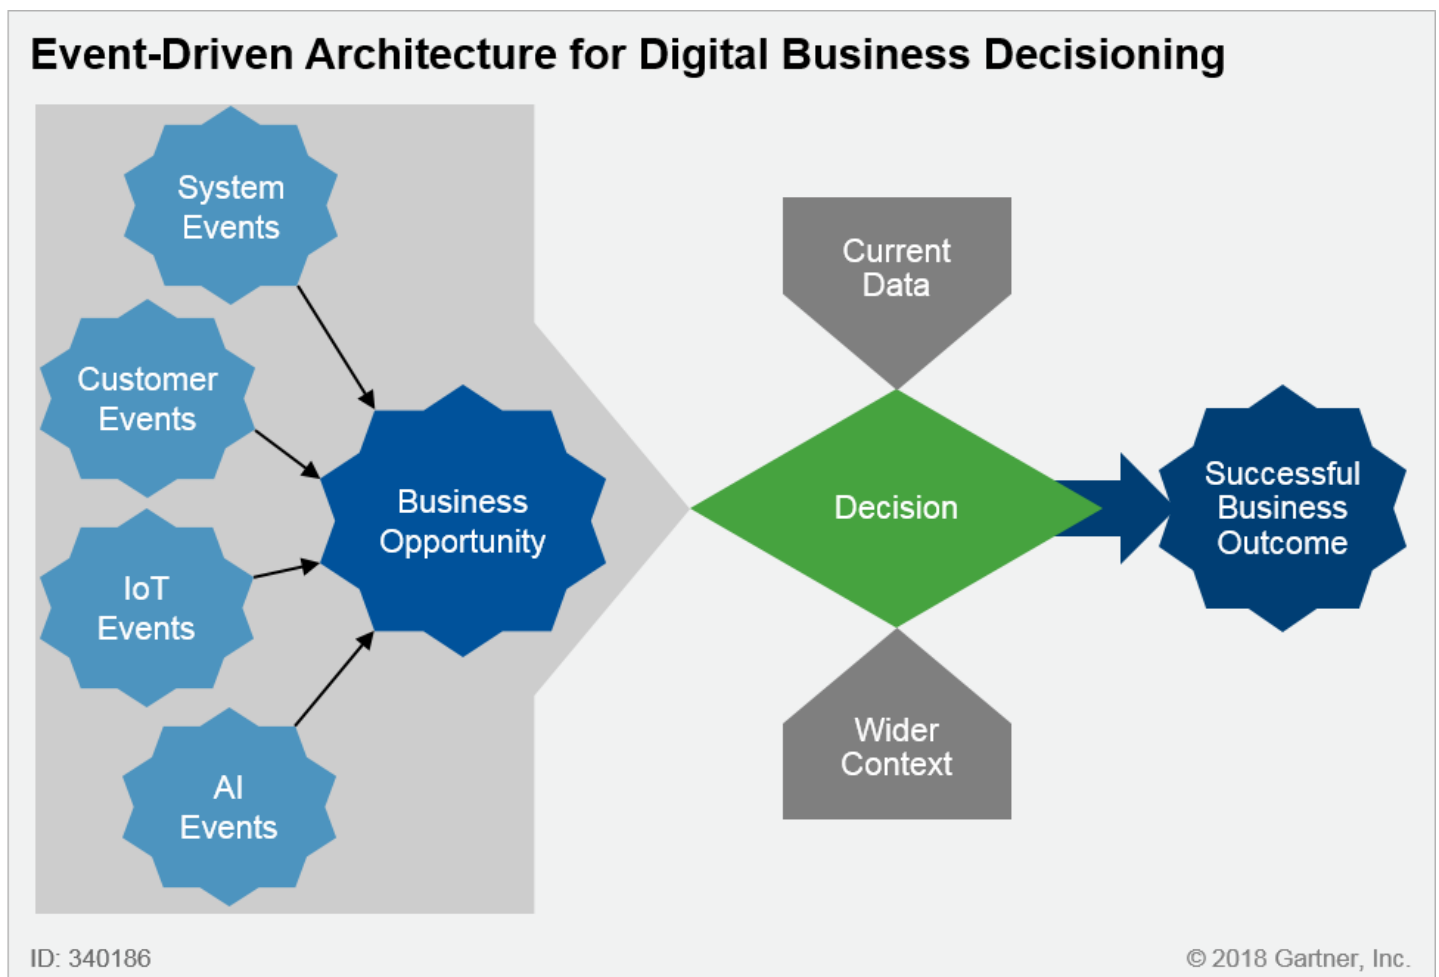 Event-Driven Architecture for Digital Business Decisioning
System
Events
Customer
Events
IoT
Events
AI
Events
Business
Opportunity
Current
Data
Decision
Wider
Context
Successful
Business
Outcome
ID: 340186
© 2018 Gartner, Inc.